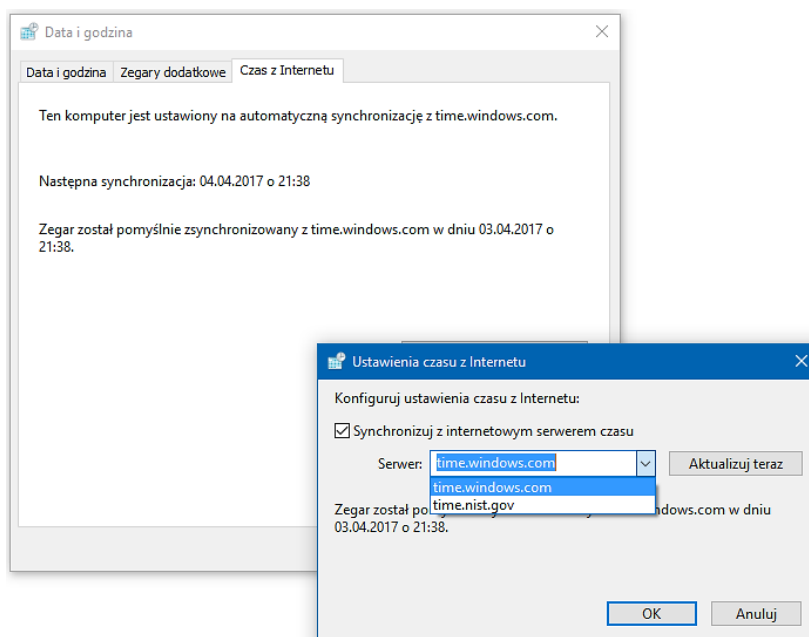 Data i godzina
Data i godzina Zegary dodatkowe Czas z Internetu
Ten komputer jest ustawiony na automatyczną synchronizację z time.windows.com.
Następna synchronizacja: 04.04.2017 o 21:38
Zegar został pomyślnie zsynchronizowany z time.windows.com w dniu 03.04.2017 o
21:38.
Ustawienia czasu z Internetu
Konfiguruj ustawienia czasu z Internetu:
Synchronizuj z internetowym serwerem czasu
Serwer: time.windows.com Aktualizuj teraz
time.windows.com
time.nist.gov
Zegar został po ndows.com w dniu
03.04.2017 o 21:38.
OK Anuluj